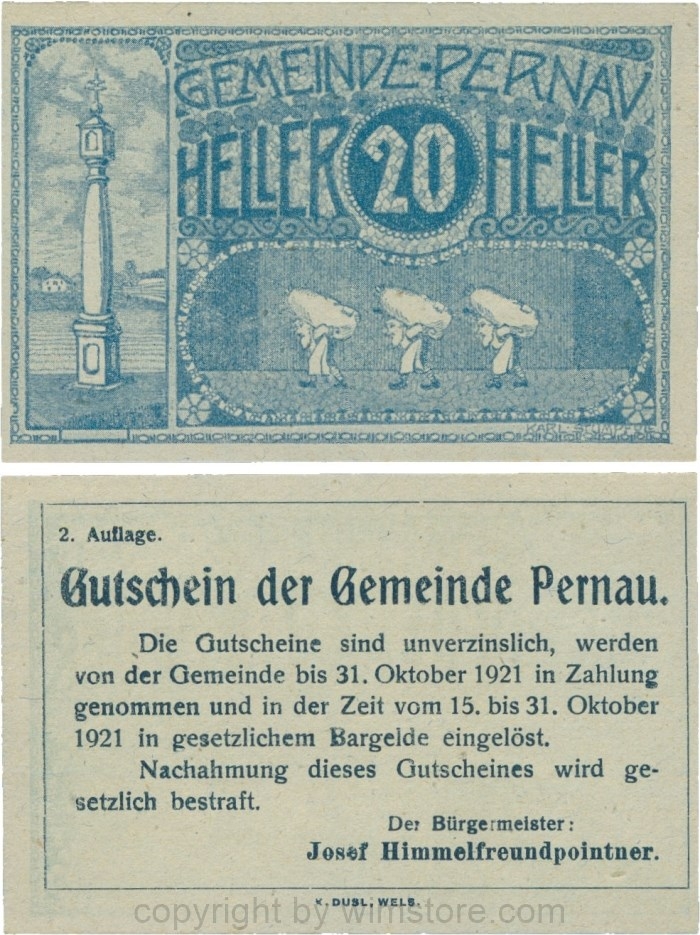 GEMEINDE-PERNAU
HELLER 20 HELLER
KARL
2. Auflage.
Gutschein der Gemeinde Pernau.
Die Gutscheine sind unverzinslich, werden
von der Gemeinde bis 31. Oktober 1921 in Zahlung
genommen und in der Zeit vom 15. bis 31. Oktober
1921 in gesetzlichem Bargelde eingelöst.
Nachahmung dieses Gutscheines wird ge-
setzlich bestraft.
Der Bürgermeister:
Josef Himmelfreundpointner.
K. DUSL, WELS.
copyright by wimstore.com